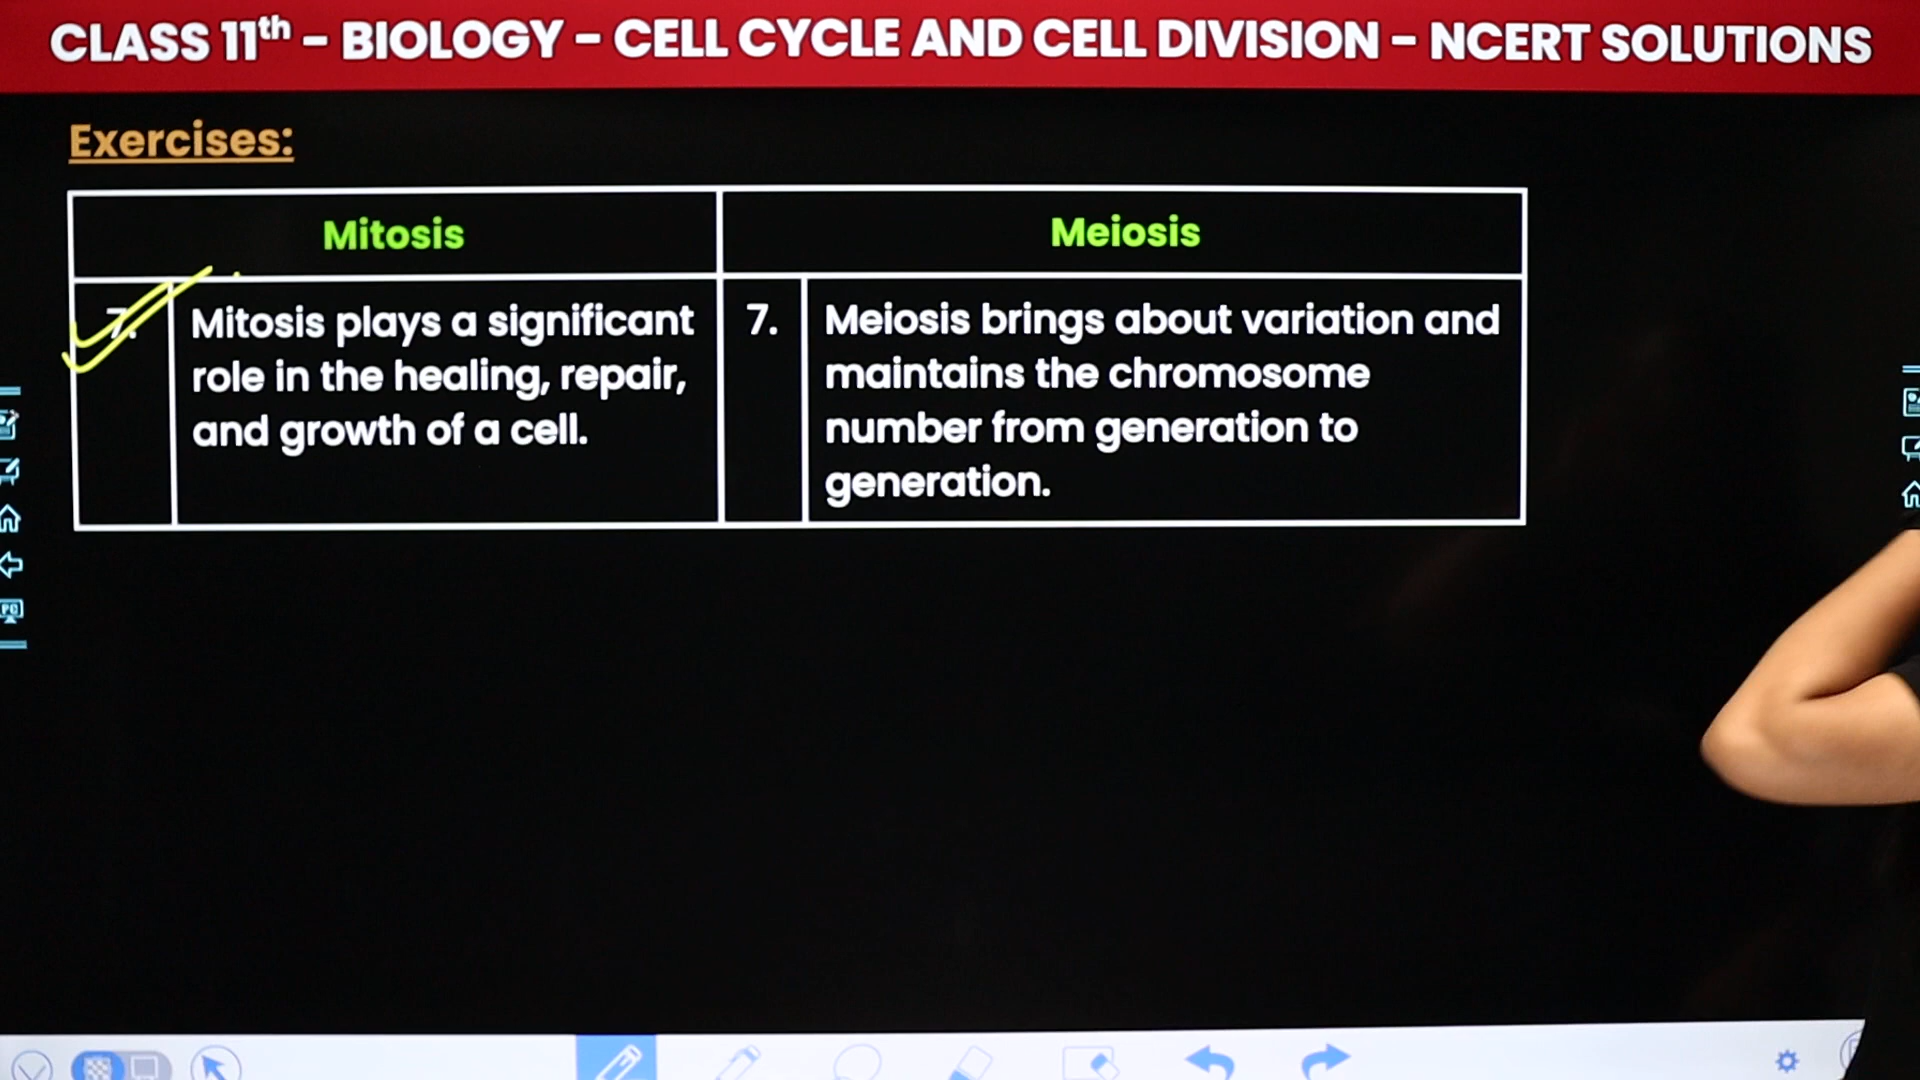 CLASS 11th – BIOLOGY – CELL CYCLE AND CELL DIVISION – NCERT SOLUTIONS
Exercises:
Mitosis
Meiosis
7.
Mitosis plays a significant
role in the healing, repair,
and growth of a cell.
7.
Meiosis brings about variation and
maintains the chromosome
number from generation to
generation.
PC